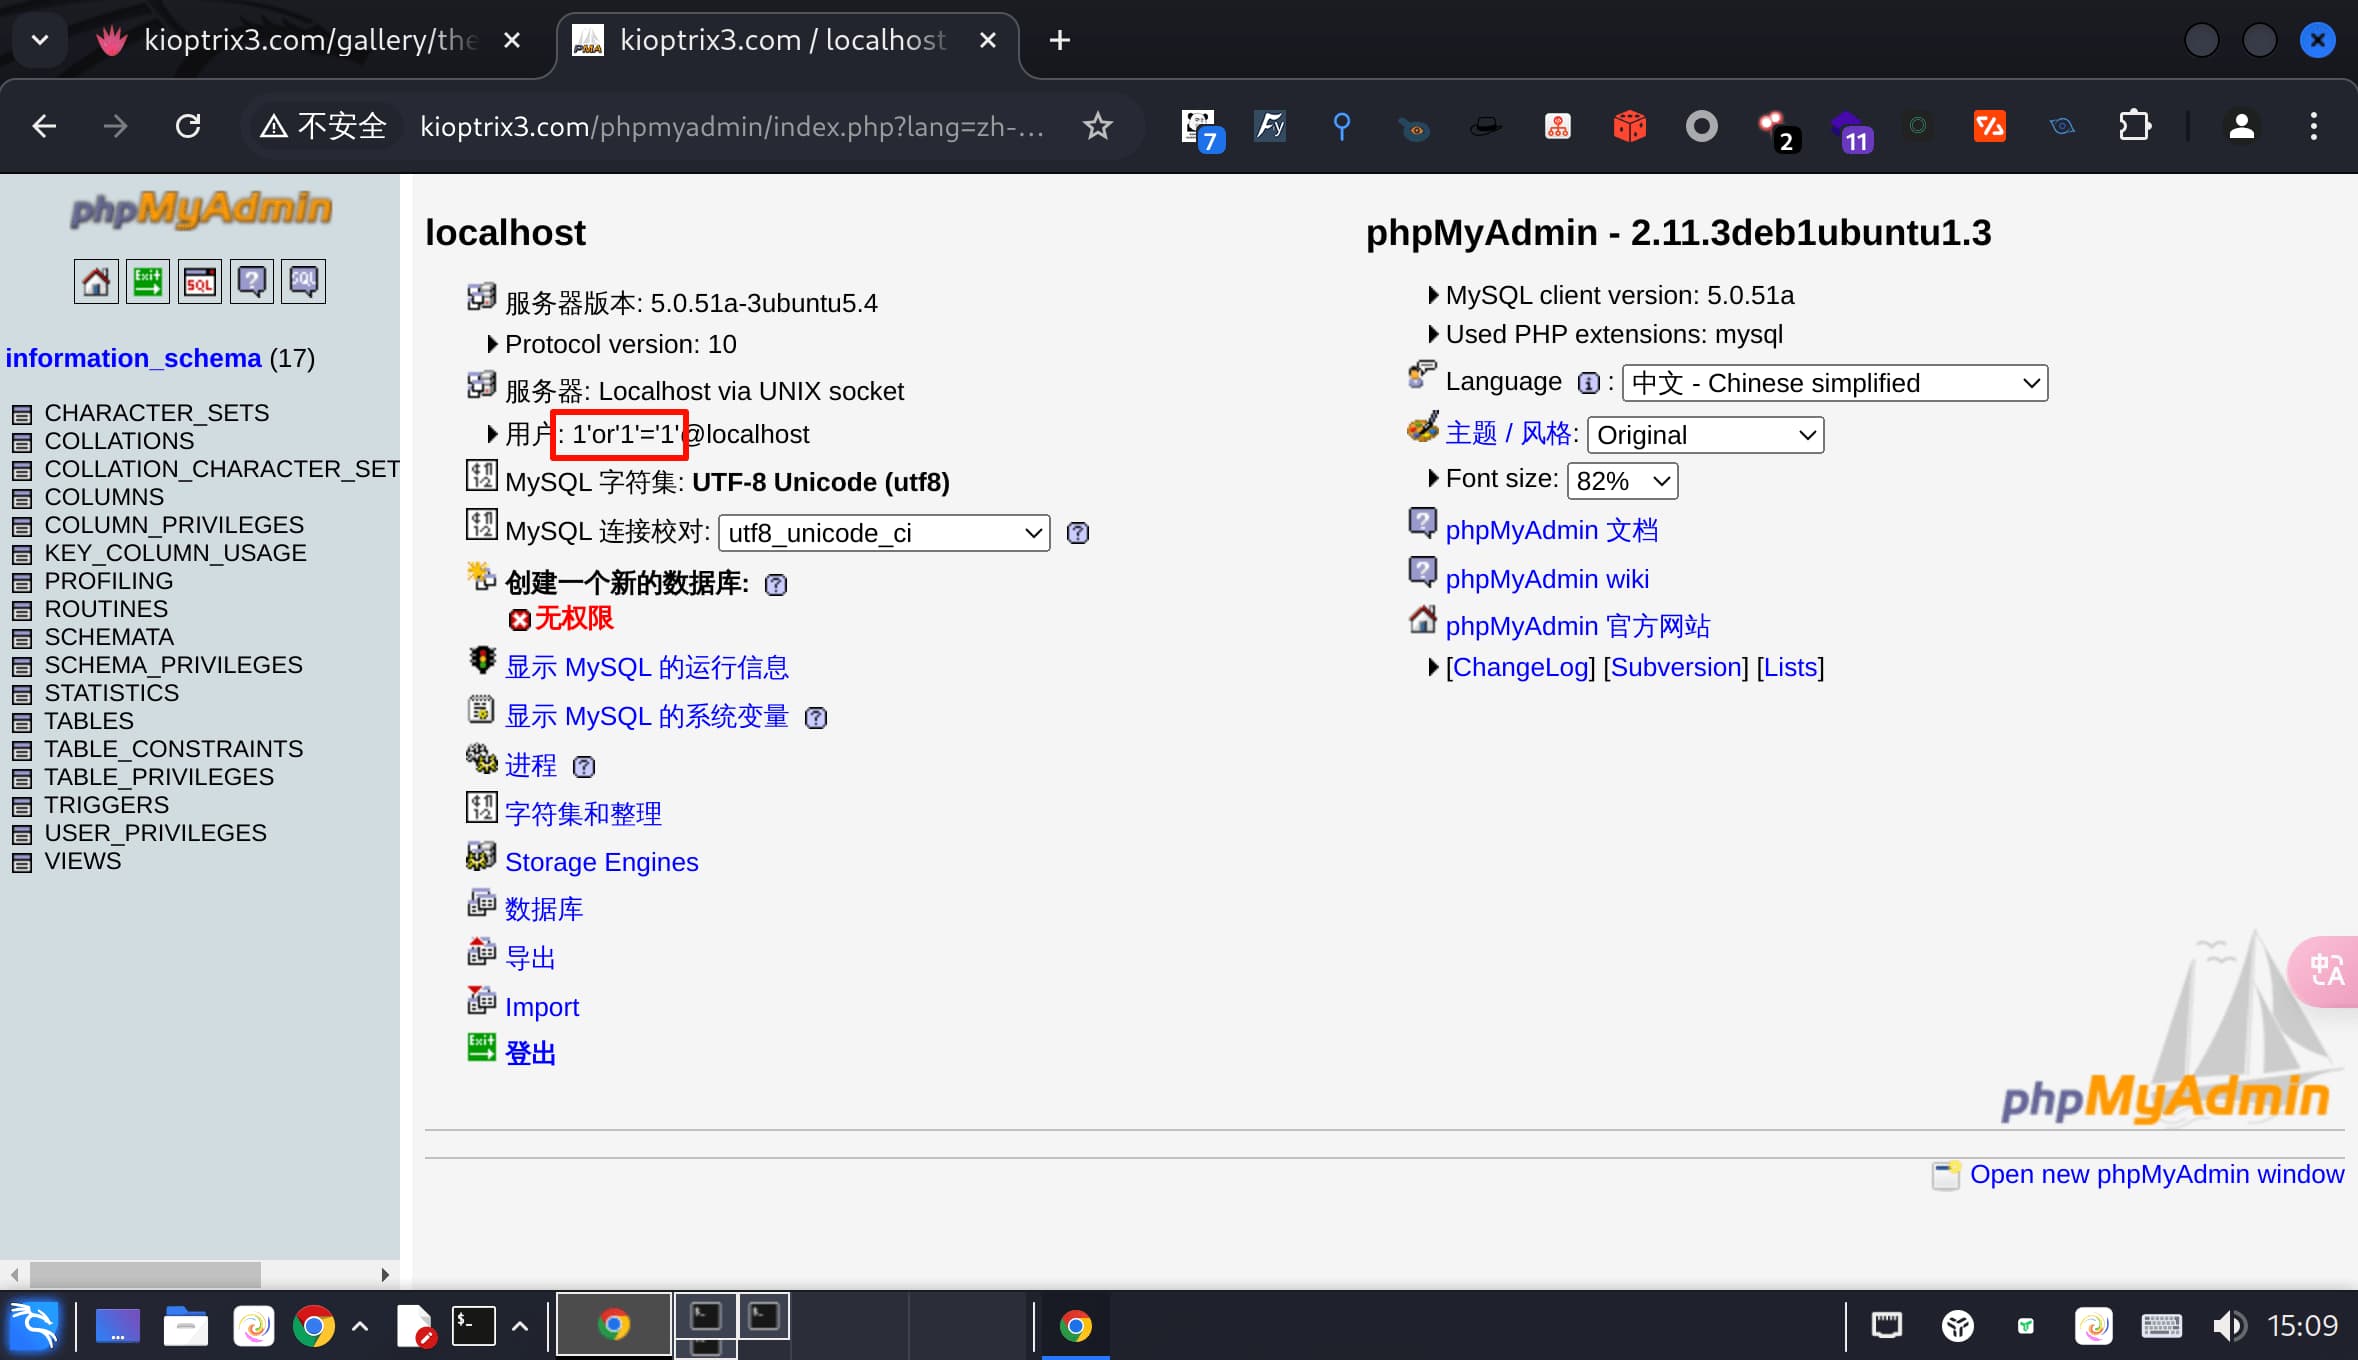 kioptrix3.com/gallery/the
kioptrix3.com / localhost
不安全
kioptrix3.com/phpmyadmin/index.php?lang=zh-...
7
2
11
phpMyAdmin
Exit
SQL
SQL
information_schema (17)
CHARACTER_SETS
COLLATIONS
COLLATION_CHARACTER_SET
COLUMNS
COLUMN_PRIVILEGES
KEY_COLUMN_USAGE
PROFILING
ROUTINES
SCHEMATA
SCHEMA_PRIVILEGES
STATISTICS
TABLES
TABLE_CONSTRAINTS
TABLE_PRIVILEGES
TRIGGERS
USER_PRIVILEGES
VIEWS
localhost
服务器版本: 5.0.51a-3ubuntu5.4
Protocol version: 10
服务器: Localhost via UNIX socket
用户: 1'or'1'='1'@localhost
MySQL 字符集: UTF-8 Unicode (utf8)
MySQL 连接校对: utf8_unicode_ci
创建一个新的数据库:
无权限
显示 MySQL 的运行信息
显示 MySQL 的系统变量
进程
字符集和整理
Storage Engines
数据库
导出
Import
登出
phpMyAdmin - 2.11.3deb1ubuntu1.3
MySQL client version: 5.0.51a
Used PHP extensions: mysql
Language : 中文 - Chinese simplified
主题 / 风格: Original
Font size: 82%
phpMyAdmin 文档
phpMyAdmin wiki
phpMyAdmin 官方网站
[ChangeLog] [Subversion] [Lists]
phpMyAdmin
Open new phpMyAdmin window
15:09